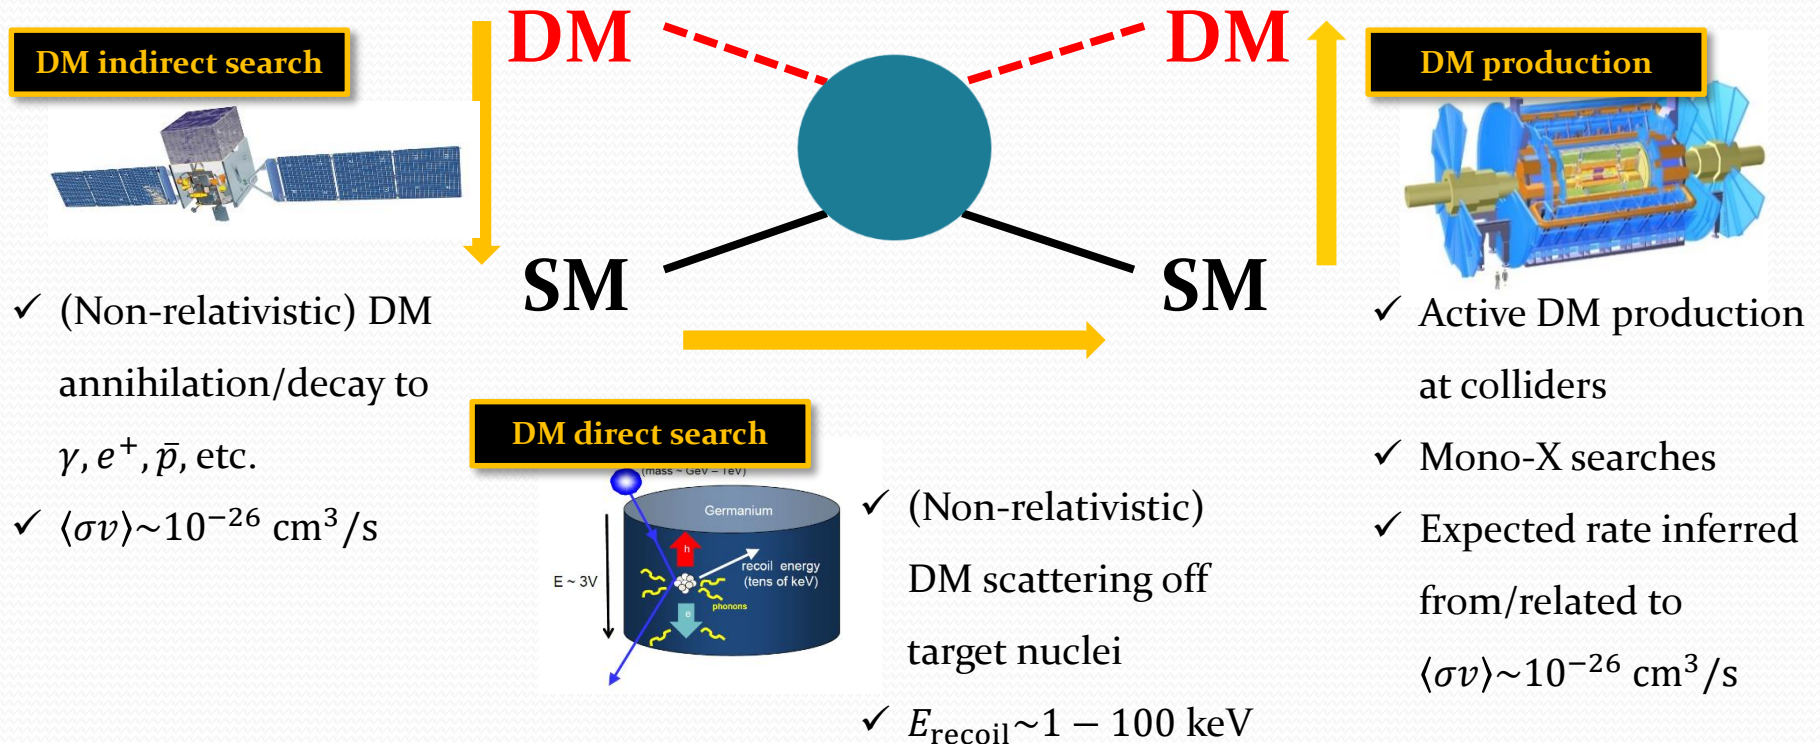 DM indirect search
✓ (Non-relativistic) DM
annihilation/decay to
γ, e⁺, p̄, etc.
✓ ⟨σv⟩~10⁻²⁶ cm³/s
DM
DM
SM
SM
DM direct search
(mass ~ GeV – TeV)
Germanium
h
recoil energy
(tens of keV)
E ~ 3V
phonons
e
✓ (Non-relativistic)
DM scattering off
target nuclei
✓ E_recoil~1 − 100 keV
DM production
✓ Active DM production
at colliders
✓ Mono-X searches
✓ Expected rate inferred
from/related to
⟨σv⟩~10⁻²⁶ cm³/s